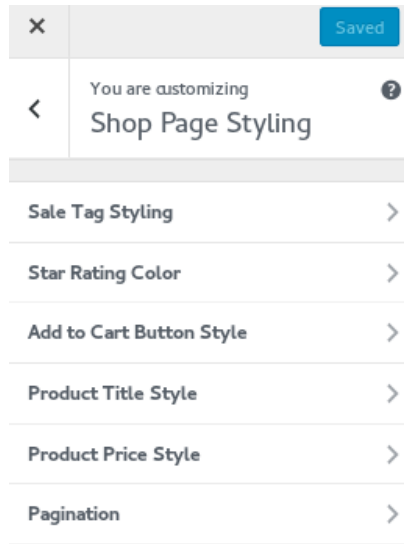 Saved
You are customizing
Shop Page Styling
Sale Tag Styling
Star Rating Color
Add to Cart Button Style
Product Title Style
Product Price Style
Pagination